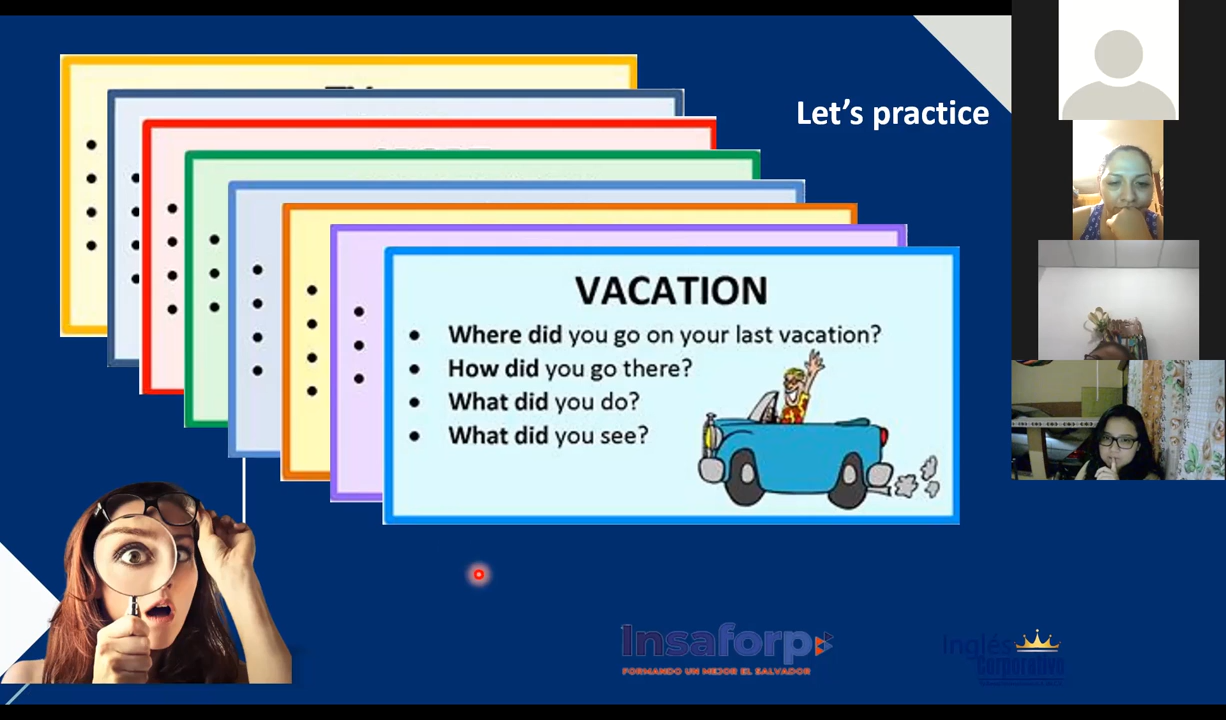 Let's practice
VACATION
• Where did you go on your last vacation?
• How did you go there?
• What did you do?
• What did you see?
Insaforp
FORMANDO UN MEJOR EL SALVADOR
Inglés
Corporativo